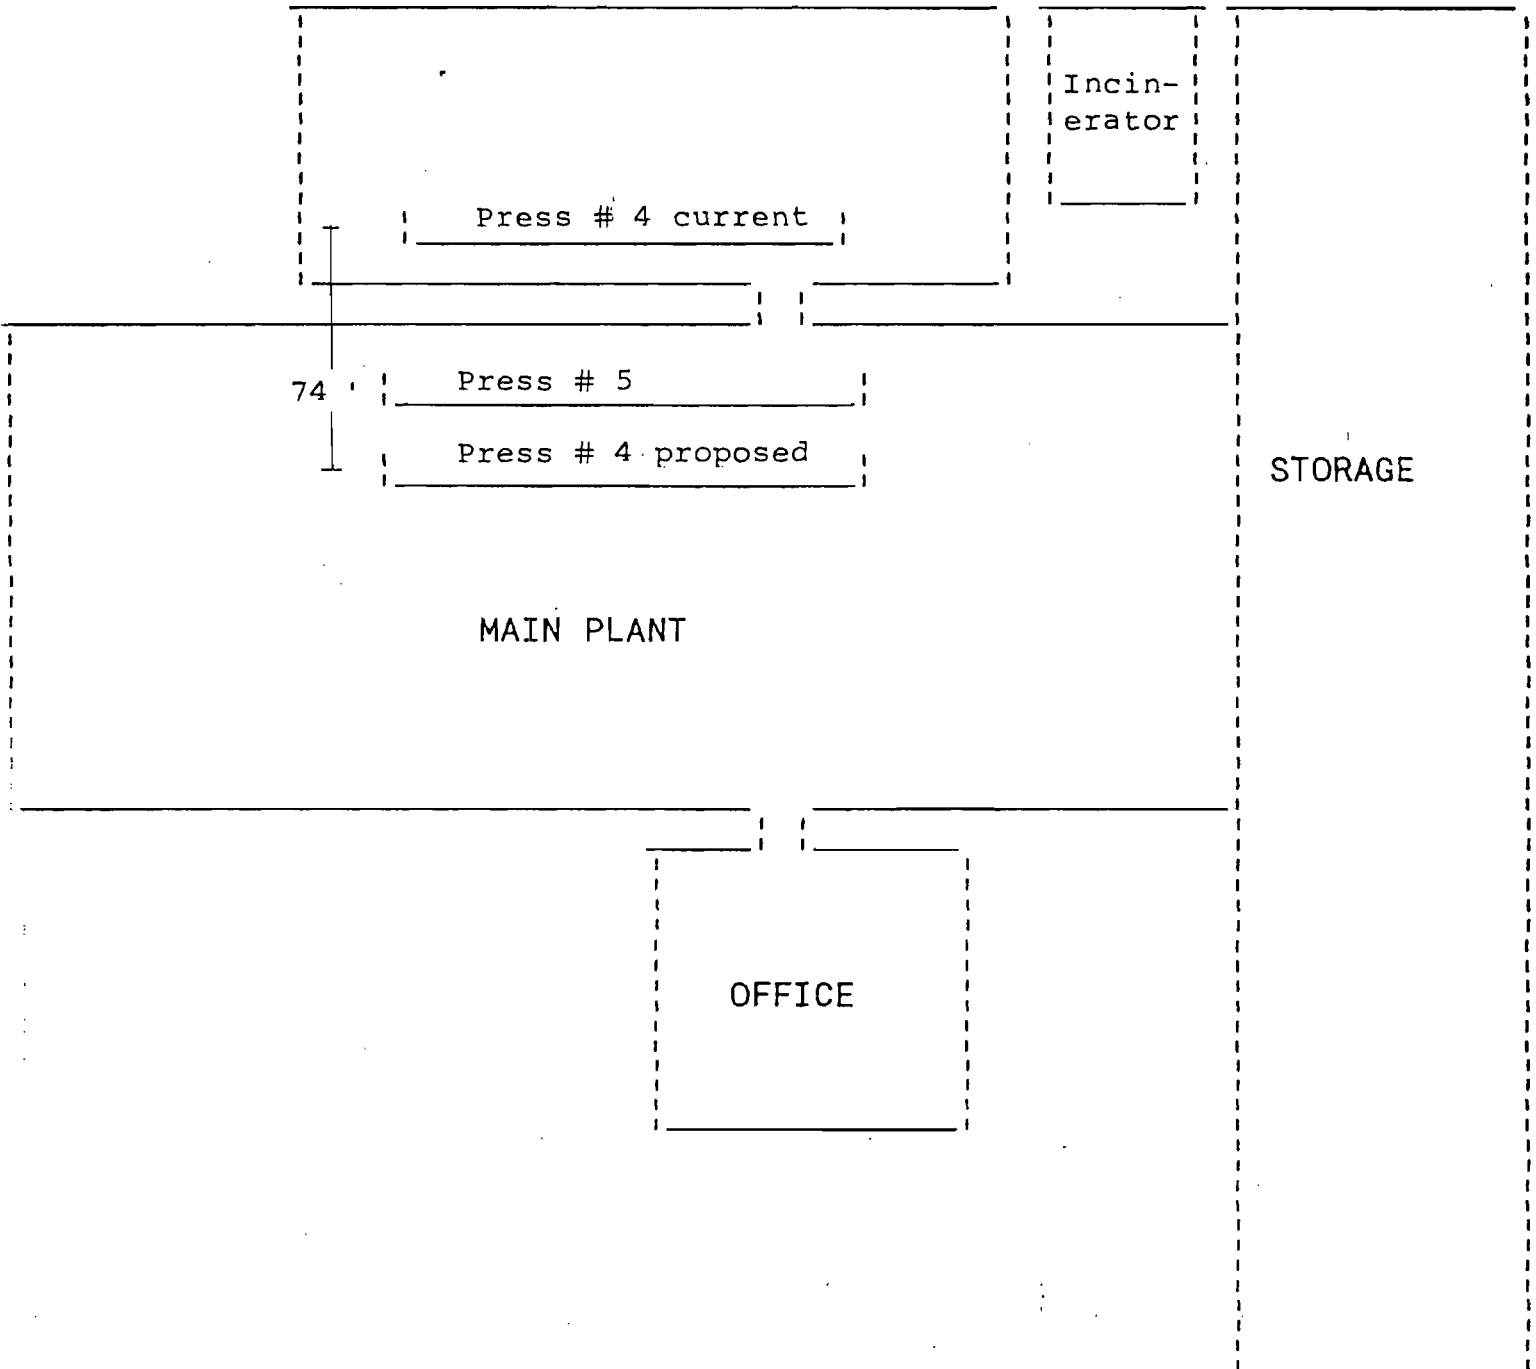 Incin-
erator
Press # 4 current
Press # 5
74 '
Press # 4 proposed
STORAGE
MAIN PLANT
OFFICE